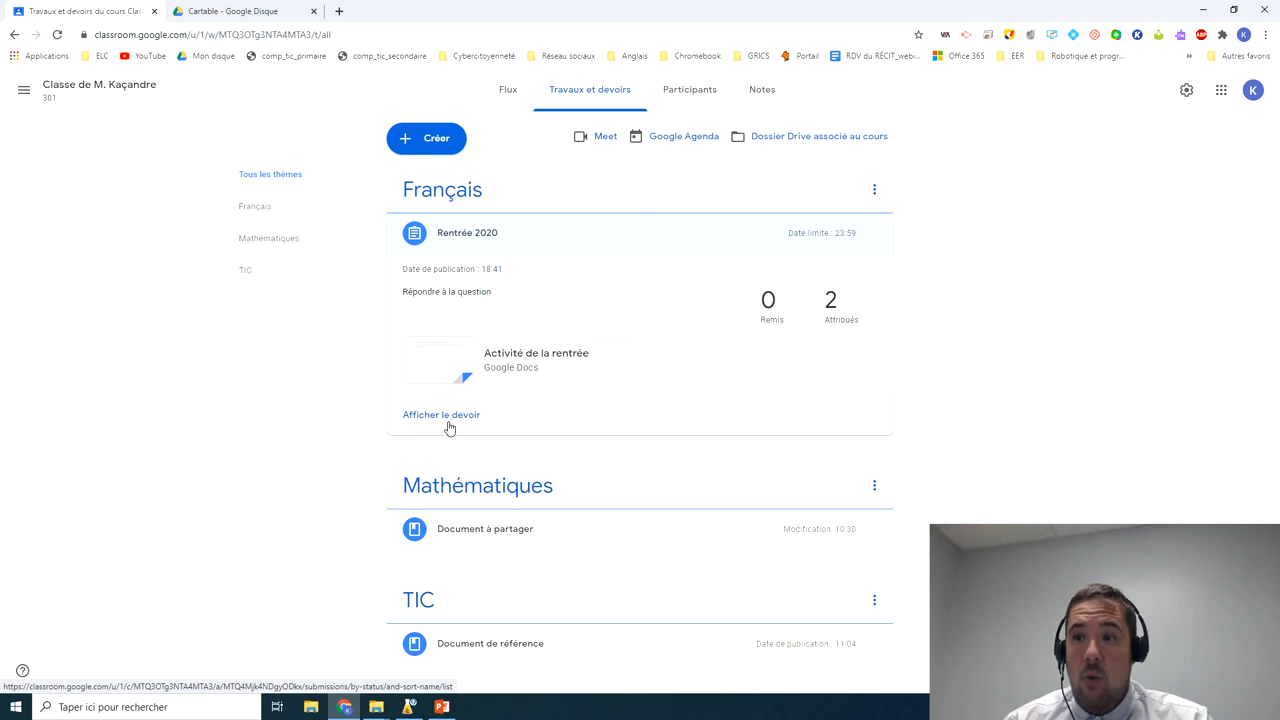 Travaux et devoirs du cours Clas
Cartable - Google Disque
classroom.google.com/u/1/w/MTQ3OTg3NTA4MTA3/t/all
Applications ELC YouTube Mon disque comp_tic_primaire comp_tic_secondaire Cybercitoyenneté Réseau sociaux Anglais Chromebook GRICS Portail RDV du RÉCIT_webi... Office 365 ÉER Robotique et progr... » Autres favoris
Classe de M. Kaçandre
301
Flux Travaux et devoirs Participants Notes
K
Créer
Meet Google Agenda Dossier Drive associé au cours
Tous les thèmes
Français
Mathématiques
TIC
Français
Rentrée 2020 Date limite : 23:59
Date de publication : 18:41
Répondre à la question
0 2
Remis Attribués
Activité de la rentrée
Google Docs
Afficher le devoir
Mathématiques
Document à partager Modification 10:30
TIC
Document de référence Date de publication : 11:04
https://classroom.google.com/u/1/c/MTQ3OTg3NTA4MTA3/a/MTQ4Mjk4NDgyODkx/submissions/by-status/and-sort-name/list
Taper ici pour rechercher